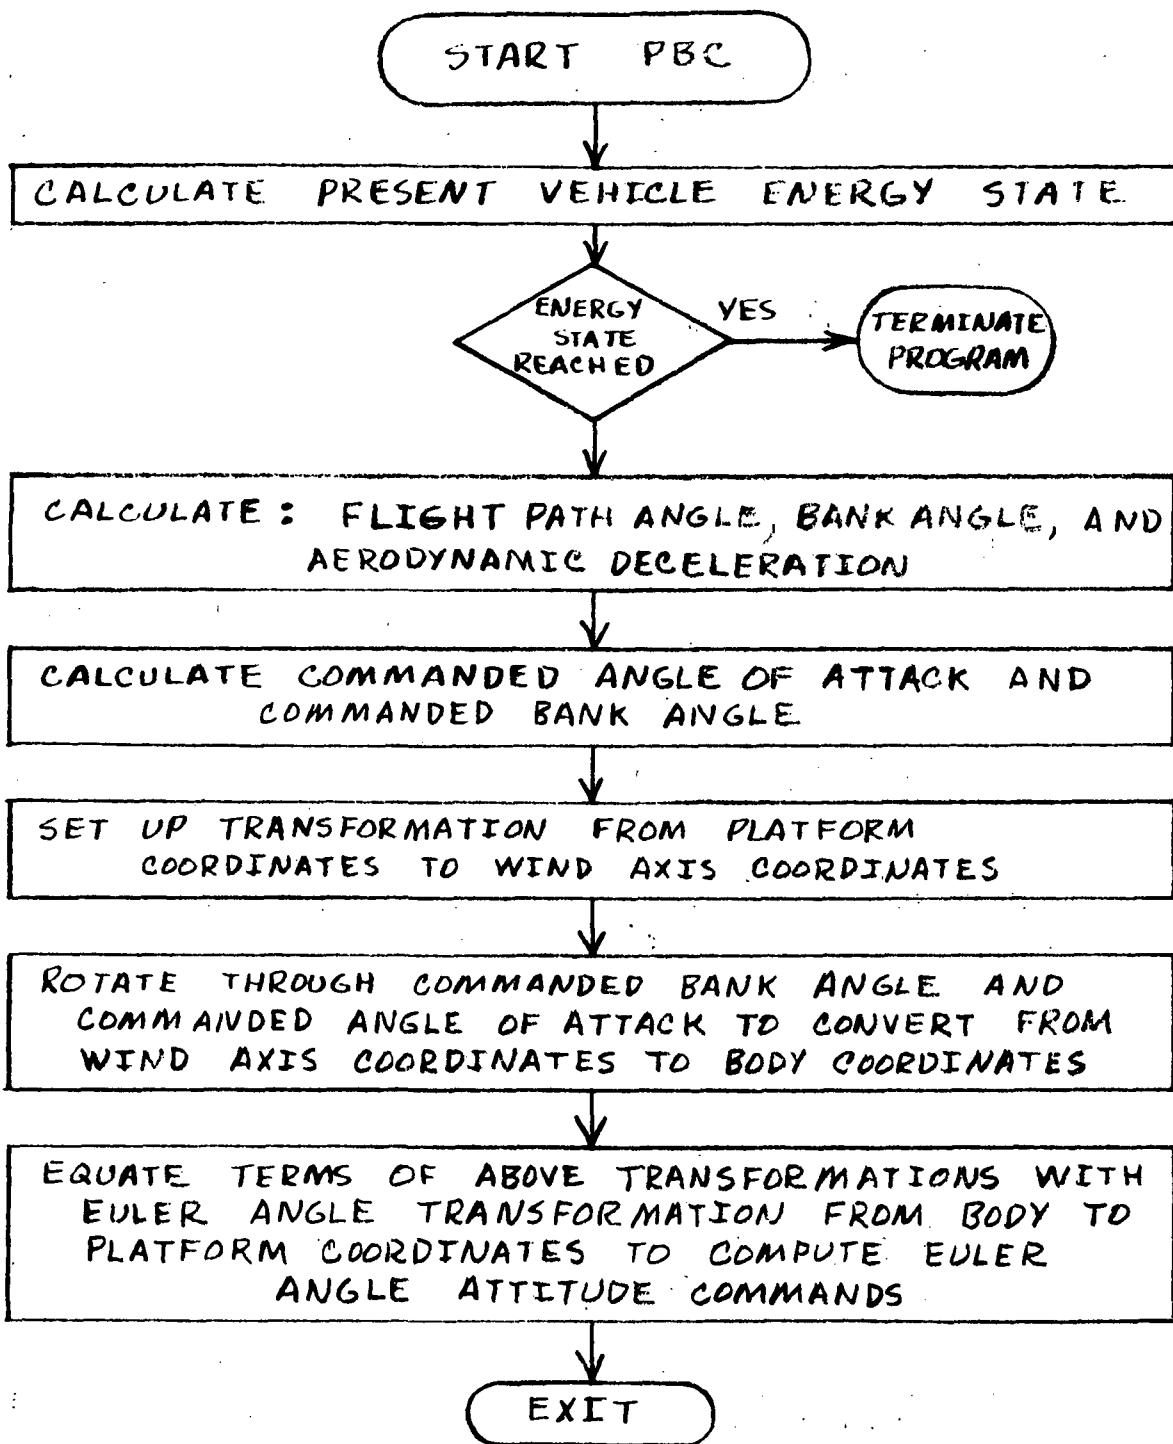 START PBC
CALCULATE PRESENT VEHICLE ENERGY STATE
ENERGY
STATE
REACHED
YES
TERMINATE
PROGRAM
CALCULATE: FLIGHT PATH ANGLE, BANK ANGLE, AND
AERODYNAMIC DECELERATION
CALCULATE COMMANDED ANGLE OF ATTACK AND
COMMANDED BANK ANGLE
SET UP TRANSFORMATION FROM PLATFORM
COORDINATES TO WIND AXIS COORDINATES
ROTATE THROUGH COMMANDED BANK ANGLE AND
COMMANDED ANGLE OF ATTACK TO CONVERT FROM
WIND AXIS COORDINATES TO BODY COORDINATES
EQUATE TERMS OF ABOVE TRANSFORMATIONS WITH
EULER ANGLE TRANSFORMATION FROM BODY TO
PLATFORM COORDINATES TO COMPUTE EULER
ANGLE ATTITUDE COMMANDS
EXIT